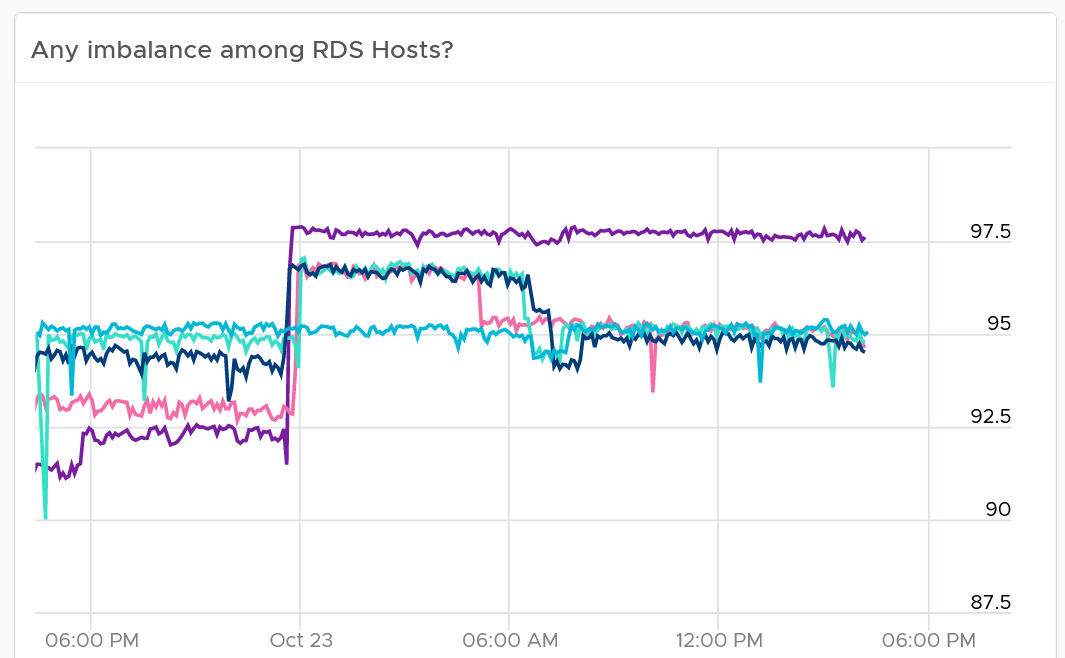 Any imbalance among RDS Hosts?
97.5
95
92.5
90
87.5
06:00 PM
Oct 23
06:00 AM
12:00 PM
06:00 PM